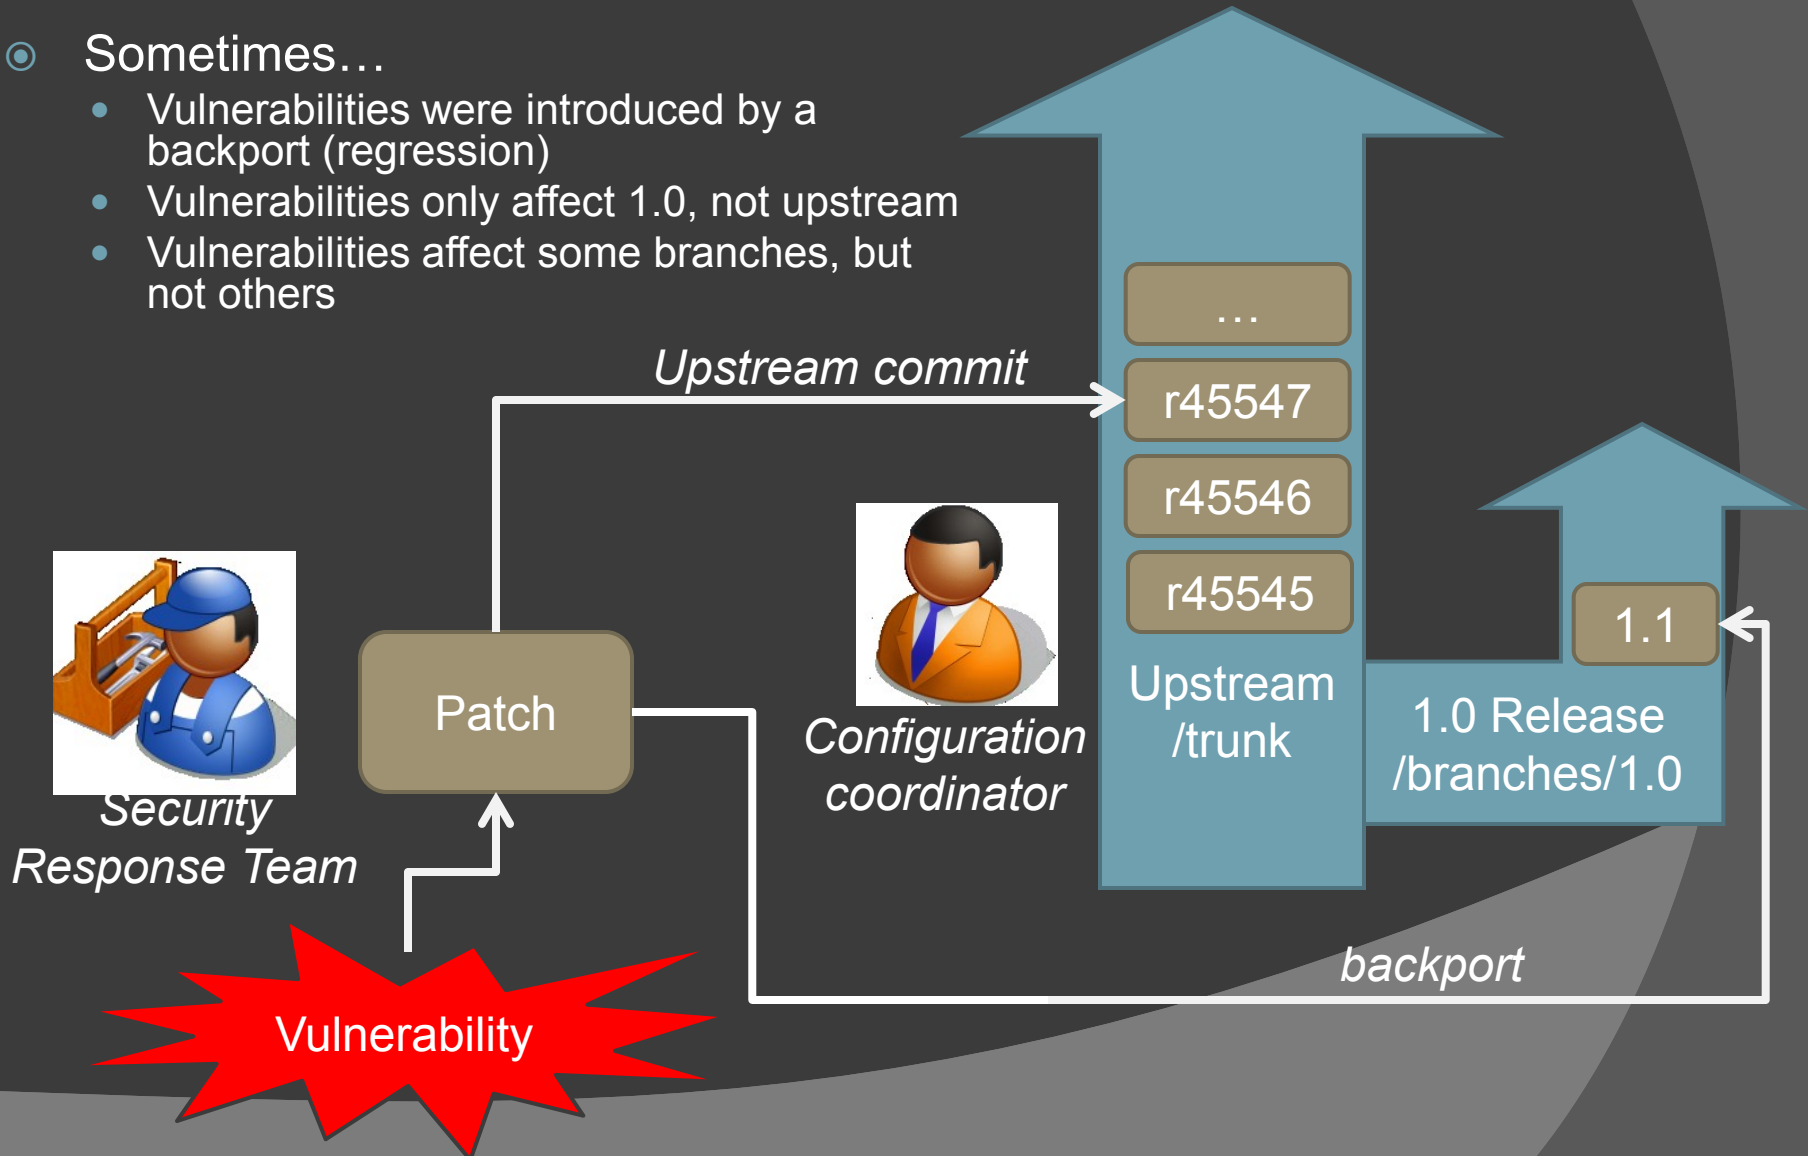 Sometimes…
Vulnerabilities were introduced by a
backport (regression)
Vulnerabilities only affect 1.0, not upstream
Vulnerabilities affect some branches, but
not others
…
Upstream commit
r45547
r45546
r45545
1.1
Patch
Upstream
/trunk
1.0 Release
/branches/1.0
Configuration
coordinator
Security
Response Team
backport
Vulnerability